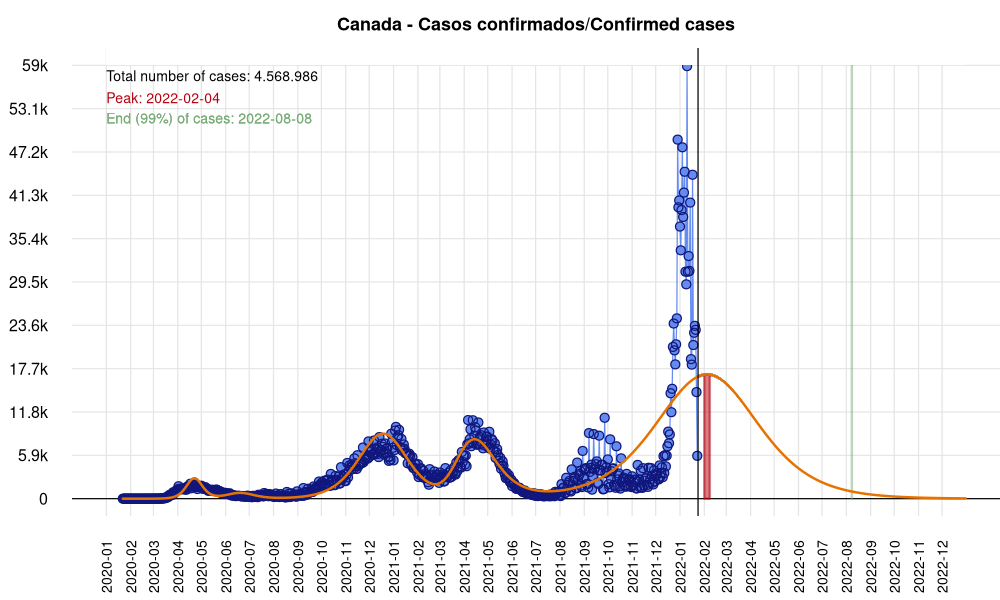 Canada - Casos confirmados/Confirmed cases
Total number of cases: 4.568.986
Peak: 2022-02-04
End (99%) of cases: 2022-08-08
59k
53.1k
47.2k
41.3k
35.4k
29.5k
23.6k
17.7k
11.8k
5.9k
0
2020-01
2020-02
2020-03
2020-04
2020-05
2020-06
2020-07
2020-08
2020-09
2020-10
2020-11
2020-12
2021-01
2021-02
2021-03
2021-04
2021-05
2021-06
2021-07
2021-08
2021-09
2021-10
2021-11
2021-12
2022-01
2022-02
2022-03
2022-04
2022-05
2022-06
2022-07
2022-08
2022-09
2022-10
2022-11
2022-12